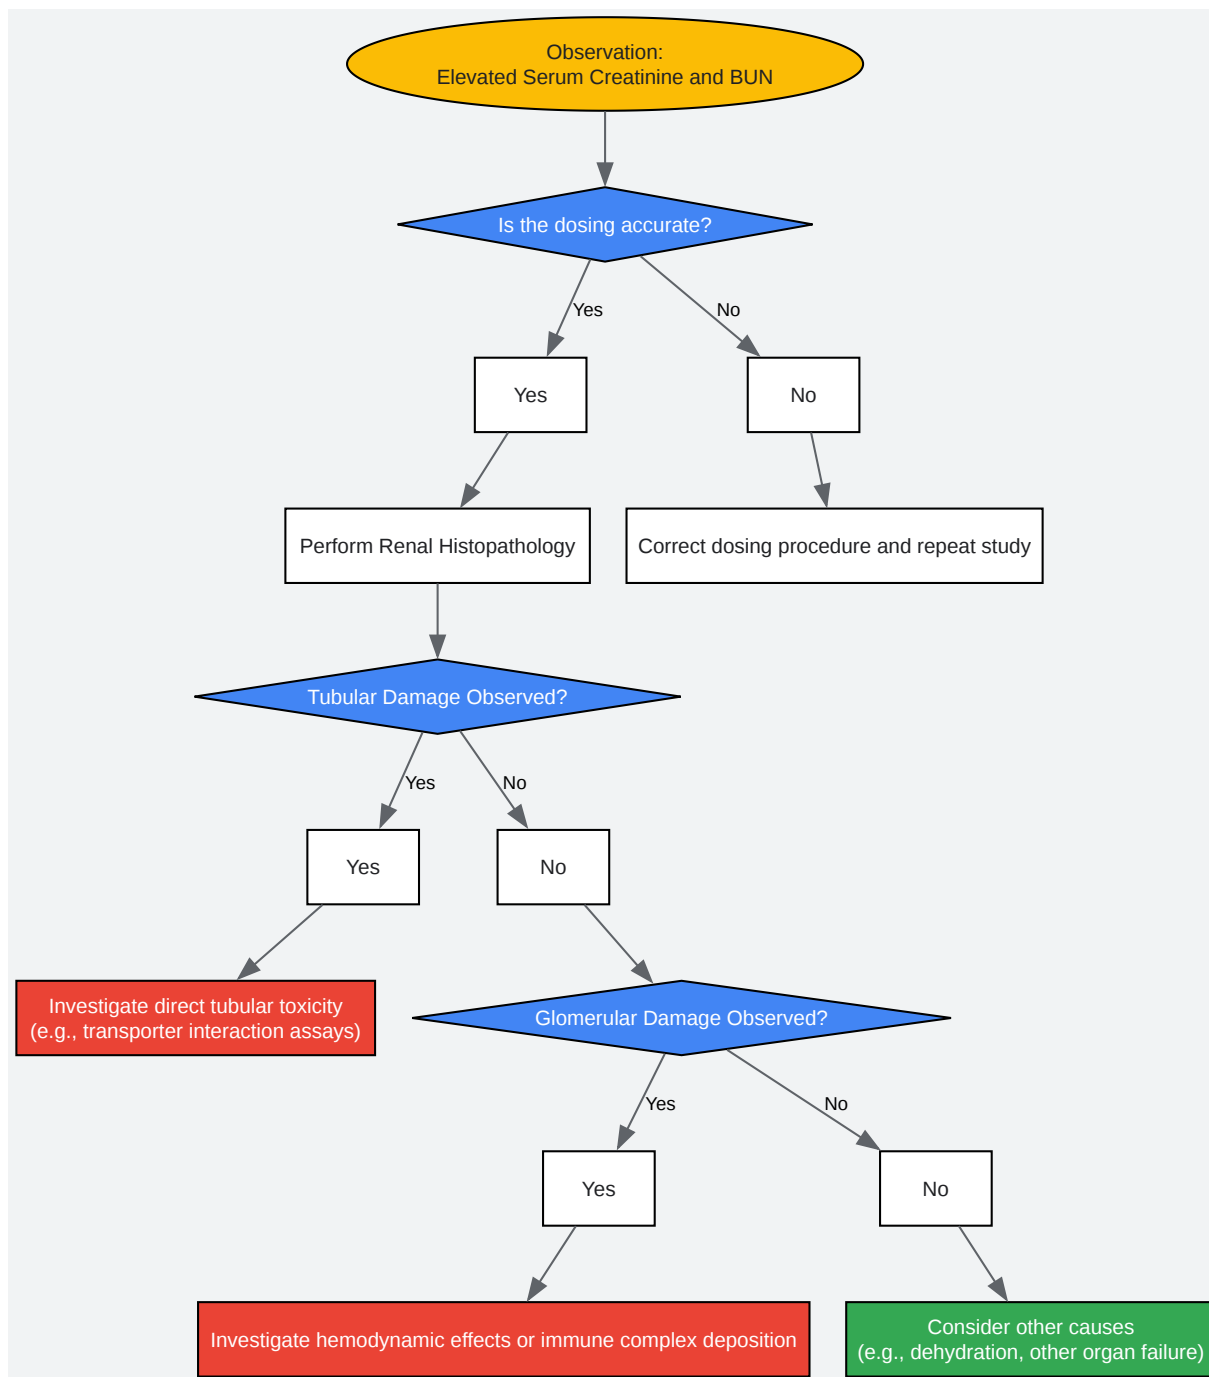 Observation:
Elevated Serum Creatinine and BUN
Is the dosing accurate?
Yes
No
Yes
No
Perform Renal Histopathology
Correct dosing procedure and repeat study
Tubular Damage Observed?
Yes
No
Yes
No
Investigate direct tubular toxicity
(e.g., transporter interaction assays)
Glomerular Damage Observed?
Yes
No
Yes
No
Investigate hemodynamic effects or immune complex deposition
Consider other causes
(e.g., dehydration, other organ failure)